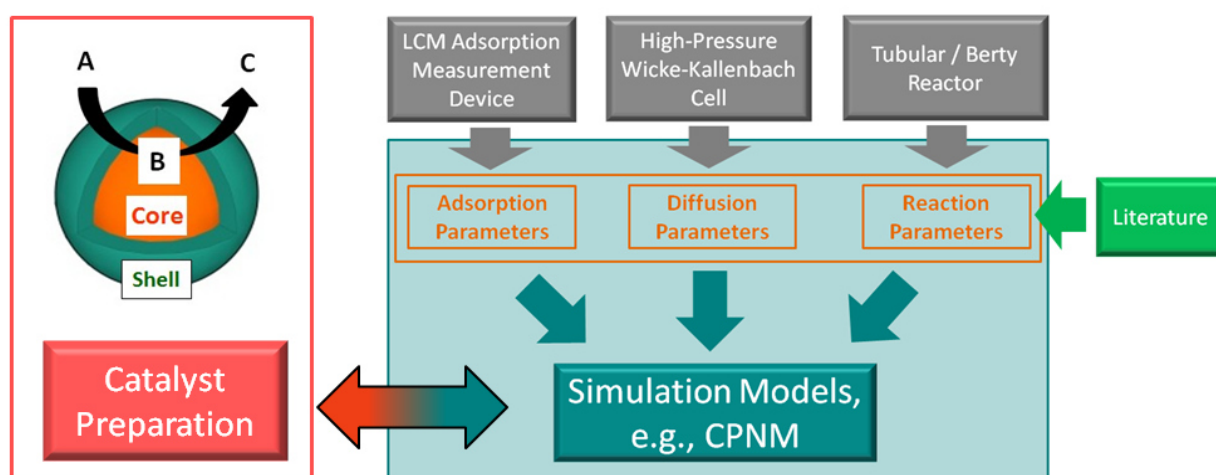 A
C
B
Core
Shell
Catalyst
Preparation
LCM Adsorption
Measurement
Device
High-Pressure
Wicke-Kallenbach
Cell
Tubular / Berty
Reactor
Adsorption
Parameters
Diffusion
Parameters
Reaction
Parameters
Literature
Simulation Models,
e.g., CPNM